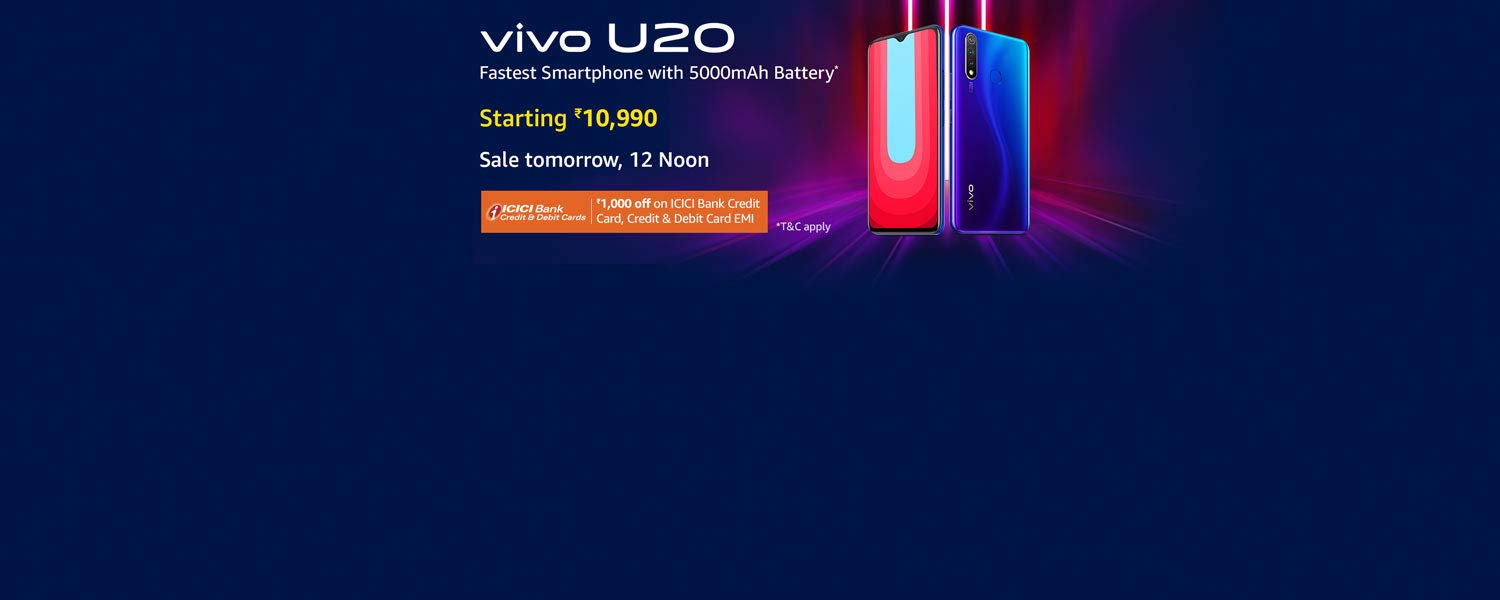 vivo U20
Fastest Smartphone with 5000mAh Battery*
Starting ₹10,990
Sale tomorrow, 12 Noon
ICICI Bank
Credit & Debit Cards
₹1,000 off on ICICI Bank Credit
Card, Credit & Debit Card EMI
*T&C apply
vivo